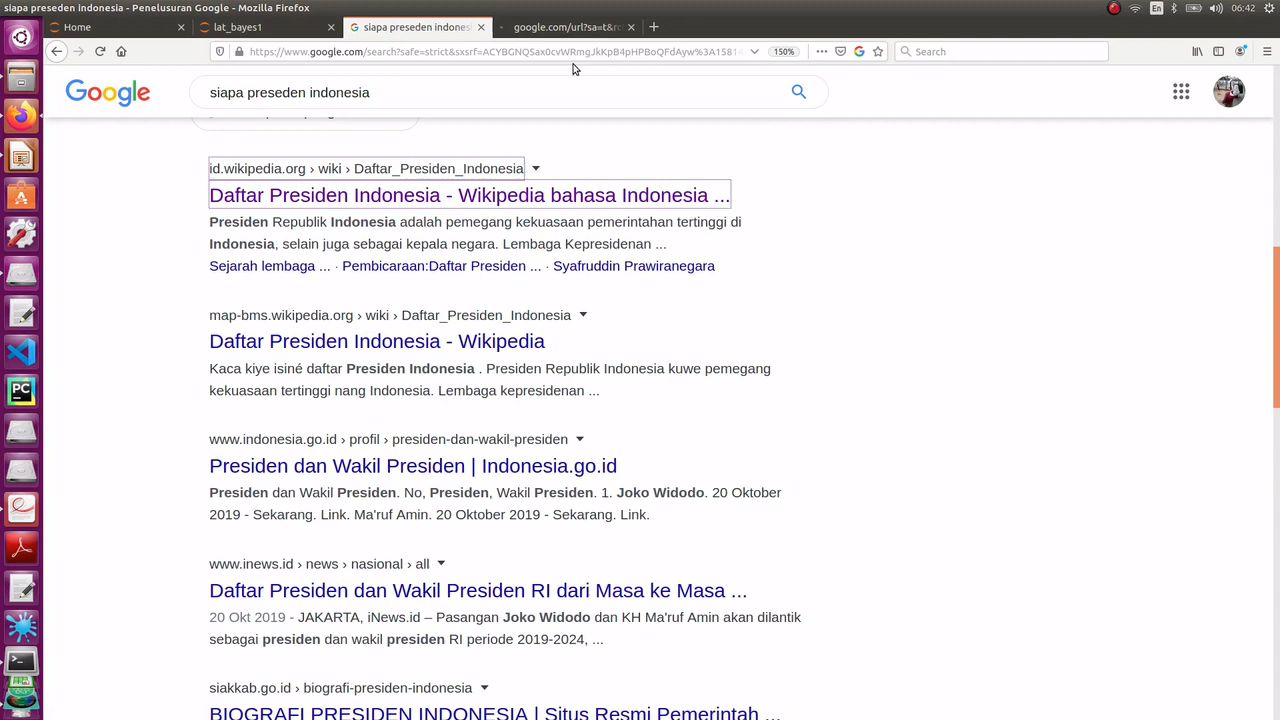 siapa preseden indonesia - Penelusuran Google - Mozilla Firefox
En
06:42
Home
lat_bayes1
siapa preseden indones
google.com/url?sa=t&rc
https://www.google.com/search?safe=strict&sxsrf=ACYBGNQSax0cvWRmgJkKpB4pHPBoQFdAyw%3A1581
150%
Search
Google
siapa preseden indonesia
id.wikipedia.org › wiki › Daftar_Presiden_Indonesia
Daftar Presiden Indonesia - Wikipedia bahasa Indonesia ...
Presiden Republik Indonesia adalah pemegang kekuasaan pemerintahan tertinggi di
Indonesia, selain juga sebagai kepala negara. Lembaga Kepresidenan ...
Sejarah lembaga ... · Pembicaraan:Daftar Presiden ... · Syafruddin Prawiranegara
map-bms.wikipedia.org › wiki › Daftar_Presiden_Indonesia
Daftar Presiden Indonesia - Wikipedia
Kaca kiye isiné daftar Presiden Indonesia . Presiden Republik Indonesia kuwe pemegang
kekuasaan tertinggi nang Indonesia. Lembaga kepresidenan ...
www.indonesia.go.id › profil › presiden-dan-wakil-presiden
Presiden dan Wakil Presiden | Indonesia.go.id
Presiden dan Wakil Presiden. No, Presiden, Wakil Presiden. 1. Joko Widodo. 20 Oktober
2019 - Sekarang. Link. Ma'ruf Amin. 20 Oktober 2019 - Sekarang. Link.
www.inews.id › news › nasional › all
Daftar Presiden dan Wakil Presiden RI dari Masa ke Masa ...
20 Okt 2019 - JAKARTA, iNews.id – Pasangan Joko Widodo dan KH Ma'ruf Amin akan dilantik
sebagai presiden dan wakil presiden RI periode 2019-2024, ...
siakkab.go.id › biografi-presiden-indonesia
BIOGRAFI PRESIDEN INDONESIA | Situs Resmi Pemerintah ...
PC